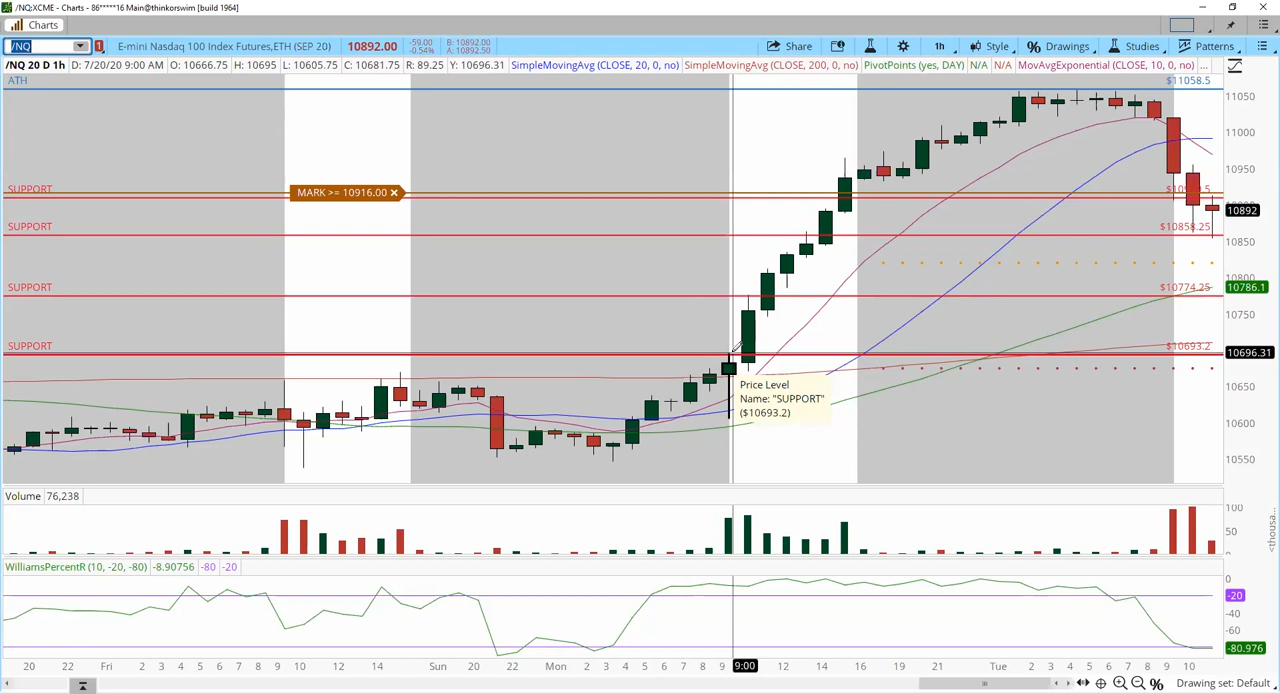 /NQ:XCME - Charts - 86*****16 Main@thinkorswim [build 1964]
Charts
/NQ 1 E-mini Nasdaq 100 Index Futures,ETH (SEP 20) 10892.00 -59.00 -0.54% B: 10892.00 A: 10892.50 Share 1h Style Drawings Studies Patterns
/NQ 20 D 1h D: 7/20/20 9:00 AM O: 10666.75 H: 10695 L: 10605.75 C: 10681.75 R: 89.25 Y: 10696.31 SimpleMovingAvg (CLOSE, 20, 0, no) SimpleMovingAvg (CLOSE, 200, 0, no) PivotPoints (yes, DAY) N/A N/A MovAvgExponential (CLOSE, 10, 0, no) ...
ATH $11058.5
11050
11000
10950
SUPPORT MARK >= 10916.00
10892
SUPPORT $10858.25
10850
10800
SUPPORT $10774.25 10786.1
10750
SUPPORT $10693.2 10696.31
Price Level
Name: "SUPPORT"
($10693.2)
10650
10600
10550
Volume 76,238
100
50
0
<thousa...
WilliamsPercentR (10, -20, -80) -8.90756 -80 -20
0
-20
-40
-60
-80.976
20 22 Fri 2 3 4 5 6 7 8 9 10 12 14 Sun 20 22 Mon 2 3 4 5 6 7 8 9 9:00 12 14 16 19 21 Tue 2 3 4 5 6 7 8 9 10
Drawing set: Default